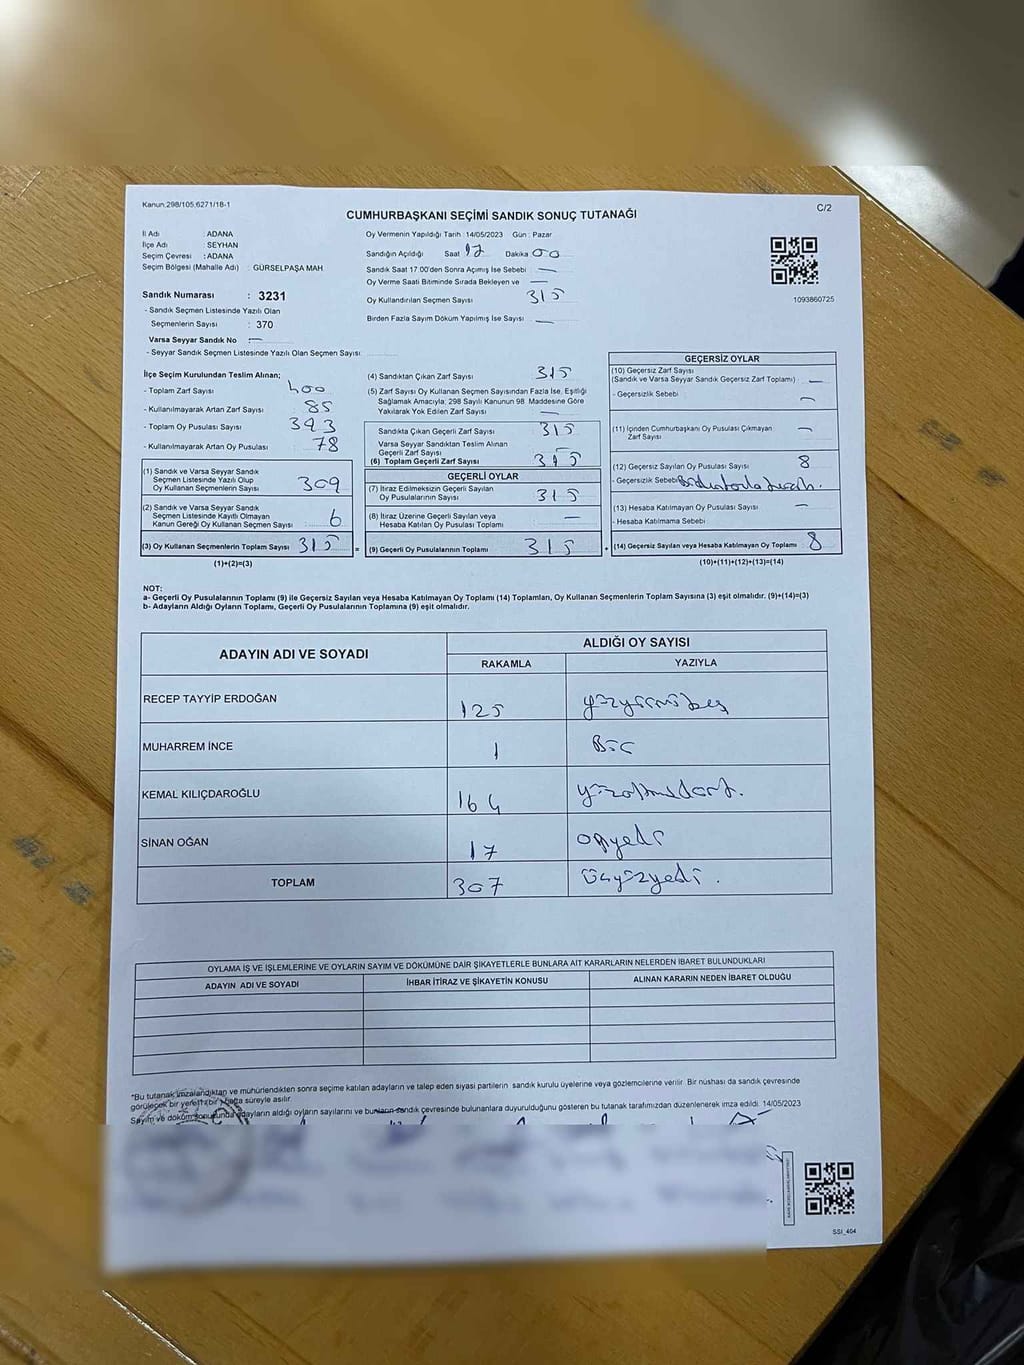 Kanun:298/105;6271/18-1
C/2
CUMHURBAŞKANI SEÇİMİ SANDIK SONUÇ TUTANAĞI
İl Adı : ADANA
İlçe Adı : SEYHAN
Seçim Çevresi : ADANA
Seçim Bölgesi (Mahalle Adı) : GÜRSELPAŞA MAH.
Sandık Numarası : 3231
- Sandık Seçmen Listesinde Yazılı Olan
Seçmenlerin Sayısı : 370
Varsa Seyyar Sandık No —
- Seyyar Sandık Seçmen Listesinde Yazılı Olan Seçmen Sayısı
Oy Vermenin Yapıldığı Tarih : 14/05/2023 Gün : Pazar
Sandığın Açıldığı Saat 17 Dakika 00
Sandık Saat 17.00'den Sonra Açımış İse Sebebi —
Oy Verme Saati Bitiminde Sırada Bekleyen ve —
Oy Kullandırılan Seçmen Sayısı 315
Birden Fazla Sayım Döküm Yapılmış İse Sayısı —
1093860725
İlçe Seçim Kurulundan Teslim Alınan;
- Toplam Zarf Sayısı 400
- Kullanılmayarak Artan Zarf Sayısı 85
- Toplam Oy Pusulası Sayısı 393
- Kullanılmayarak Artan Oy Pusulası 78
(1) Sandık ve Varsa Seyyar Sandık
Seçmen Listesinde Yazılı Olup
Oy Kullanan Seçmenlerin Sayısı 309
(2) Sandık ve Varsa Seyyar Sandık
Seçmen Listesinde Kayıtlı Olmayan
Kanun Gereği Oy Kullanan Seçmen Sayısı 6
(3) Oy Kullanan Seçmenlerin Toplam Sayısı 315 =
(1)+(2)=(3)
(4) Sandıktan Çıkan Zarf Sayısı 315
(5) Zarf Sayısı Oy Kullanan Seçmen Sayısından Fazla İse, Eşitliği
Sağlamak Amacıyla; 298 Sayılı Kanunun 98. Maddesine Göre
Yakılarak Yok Edilen Zarf Sayısı —
Sandıkta Çıkan Geçerli Zarf Sayısı 315
Varsa Seyyar Sandıktan Teslim Alınan
Geçerli Zarf Sayısı —
(6) Toplam Geçerli Zarf Sayısı 315
GEÇERLİ OYLAR
(7) İtiraz Edilmeksizin Geçerli Sayılan
Oy Pusulalarının Sayısı 315
(8) İtiraz Üzerine Geçerli Sayılan veya
Hesaba Katılan Oy Pusulası Toplamı —
(9) Geçerli Oy Pusulalarının Toplamı 315 +
GEÇERSİZ OYLAR
(10) Geçersiz Zarf Sayısı
(Sandık ve Varsa Seyyar Sandık Geçersiz Zarf Toplamı) —
- Geçersizlik Sebebi —
(11) İçinden Cumhurbaşkanı Oy Pusulası Çıkmayan
Zarf Sayısı —
(12) Geçersiz Sayılan Oy Pusulası Sayısı 8
- Geçersizlik Sebebi
(13) Hesaba Katılmayan Oy Pusulası Sayısı —
- Hesaba Katılmama Sebebi
(14) Geçersiz Sayılan veya Hesaba Katılmayan Oy Toplamı 8
(10)+(11)+(12)+(13)=(14)
NOT:
a- Geçerli Oy Pusulalarının Toplamı (9) ile Geçersiz Sayılan veya Hesaba Katılmayan Oy Toplamı (14) Toplamları, Oy Kullanan Seçmenlerin Toplam Sayısına (3) eşit olmalıdır. (9)+(14)=(3)
b- Adayların Aldığı Oyların Toplamı, Geçerli Oy Pusulalarının Toplamına (9) eşit olmalıdır.
ADAYIN ADI VE SOYADI
ALDIĞI OY SAYISI
RAKAMLA YAZIYLA
RECEP TAYYİP ERDOĞAN 125 yüzyirmibeş
MUHARREM İNCE 1 Bir
KEMAL KILIÇDAROĞLU 164 yüzaltmışdört.
SİNAN OĞAN 17 onyedi
TOPLAM 307 üçyüzyedi.
OYLAMA İŞ VE İŞLEMLERİNE VE OYLARIN SAYIM VE DÖKÜMÜNE DAİR ŞİKAYETLERLE BUNLARA AİT KARARLARIN NELERDEN İBARET BULUNDUKLARI
ADAYIN ADI VE SOYADI İHBAR İTİRAZ VE ŞİKAYETİN KONUSU ALINAN KARARIN NEDEN İBARET OLDUĞU
*Bu tutanak imzalandıktan ve mühürlendikten sonra seçime katılan adayların ve talep eden siyasi partilerin sandık kurulu üyelerine veya gözlemcilerine verilir. Bir nüshası da sandık çevresinde
görülecek bir yere 1 (bir) hafta süreyle asılır.
Sayım ve döküm sonucunda adayların aldığı oyların sayılarını ve bunların sandık çevresinde bulunanlara duyurulduğunu gösteren bu tutanak tarafımızdan düzenlenerek imza edildi. 14/05/2023
SSI_404